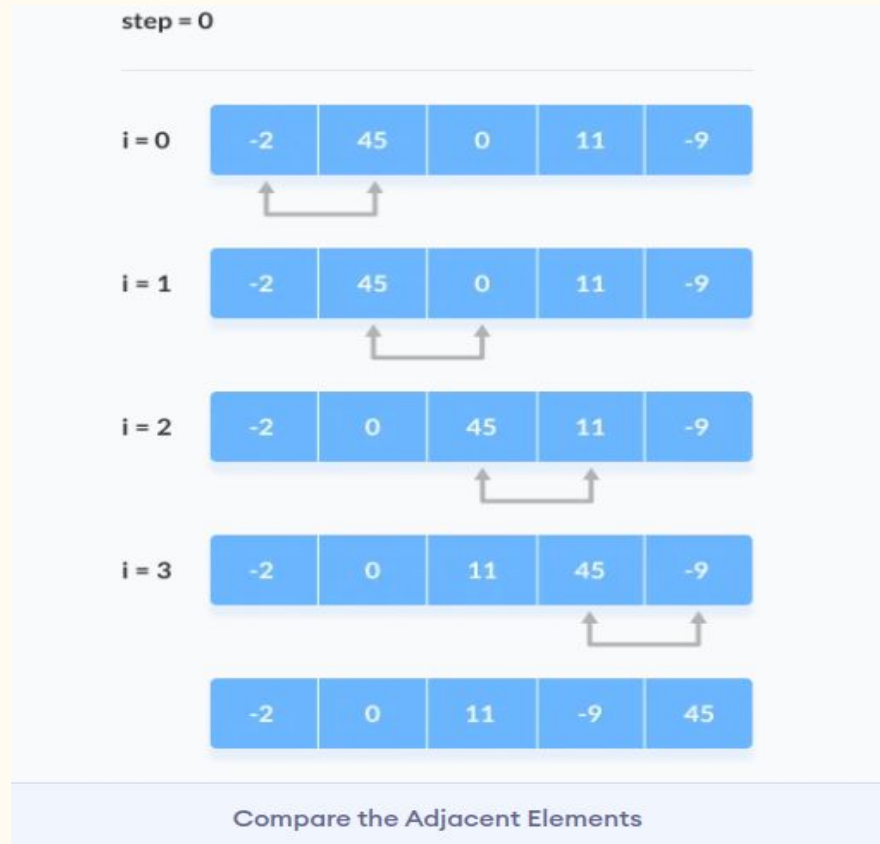 step = 0
i = 0 -2 45 0 11 -9
i = 1 -2 45 0 11 -9
i = 2 -2 0 45 11 -9
i = 3 -2 0 11 45 -9
-2 0 11 -9 45
Compare the Adjacent Elements